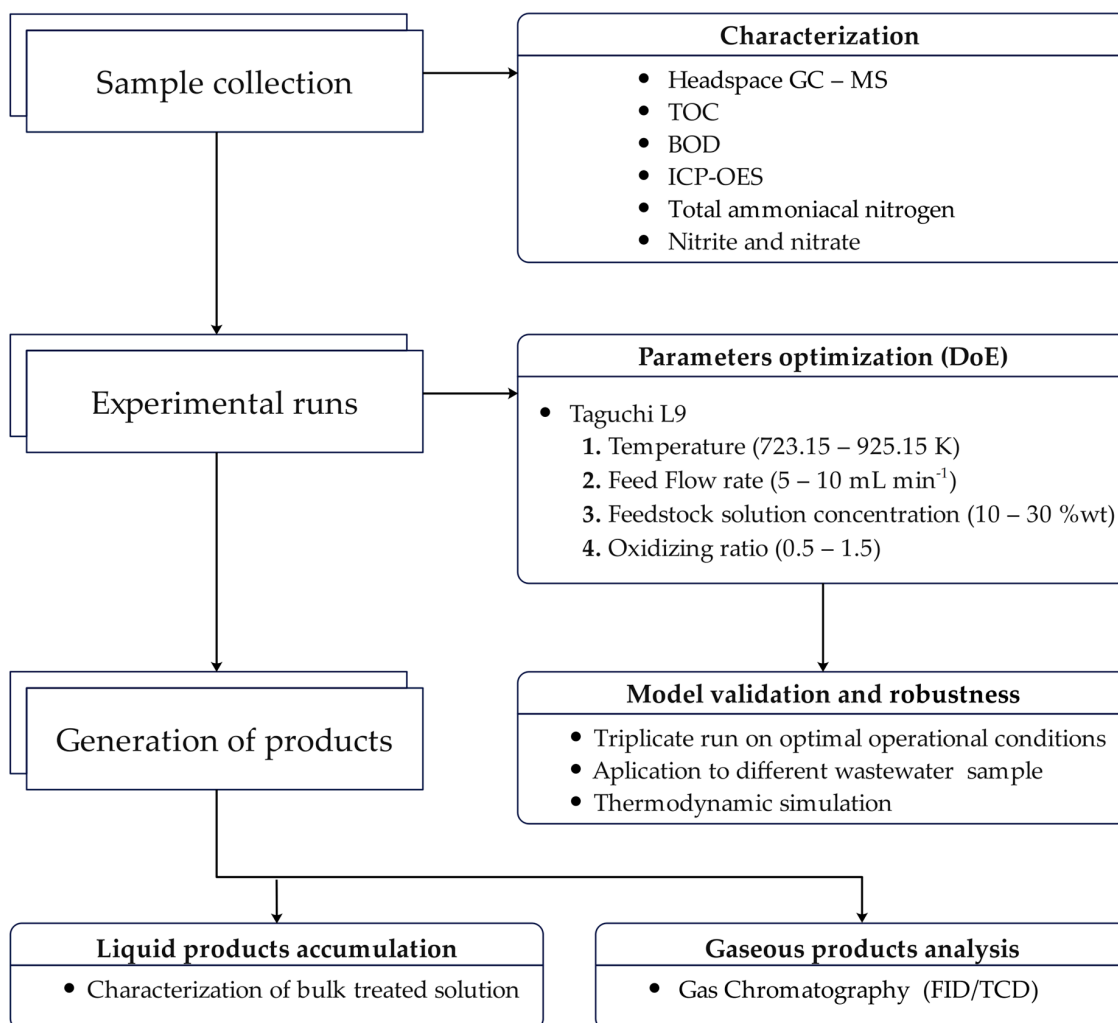 Sample collection
Characterization
• Headspace GC – MS
• TOC
• BOD
• ICP-OES
• Total ammoniacal nitrogen
• Nitrite and nitrate
Experimental runs
Parameters optimization (DoE)
• Taguchi L9
1. Temperature (723.15 – 925.15 K)
2. Feed Flow rate (5 – 10 mL min⁻¹)
3. Feedstock solution concentration (10 – 30 %wt)
4. Oxidizing ratio (0.5 – 1.5)
Generation of products
Model validation and robustness
• Triplicate run on optimal operational conditions
• Aplication to different wastewater sample
• Thermodynamic simulation
Liquid products accumulation
• Characterization of bulk treated solution
Gaseous products analysis
• Gas Chromatography (FID/TCD)